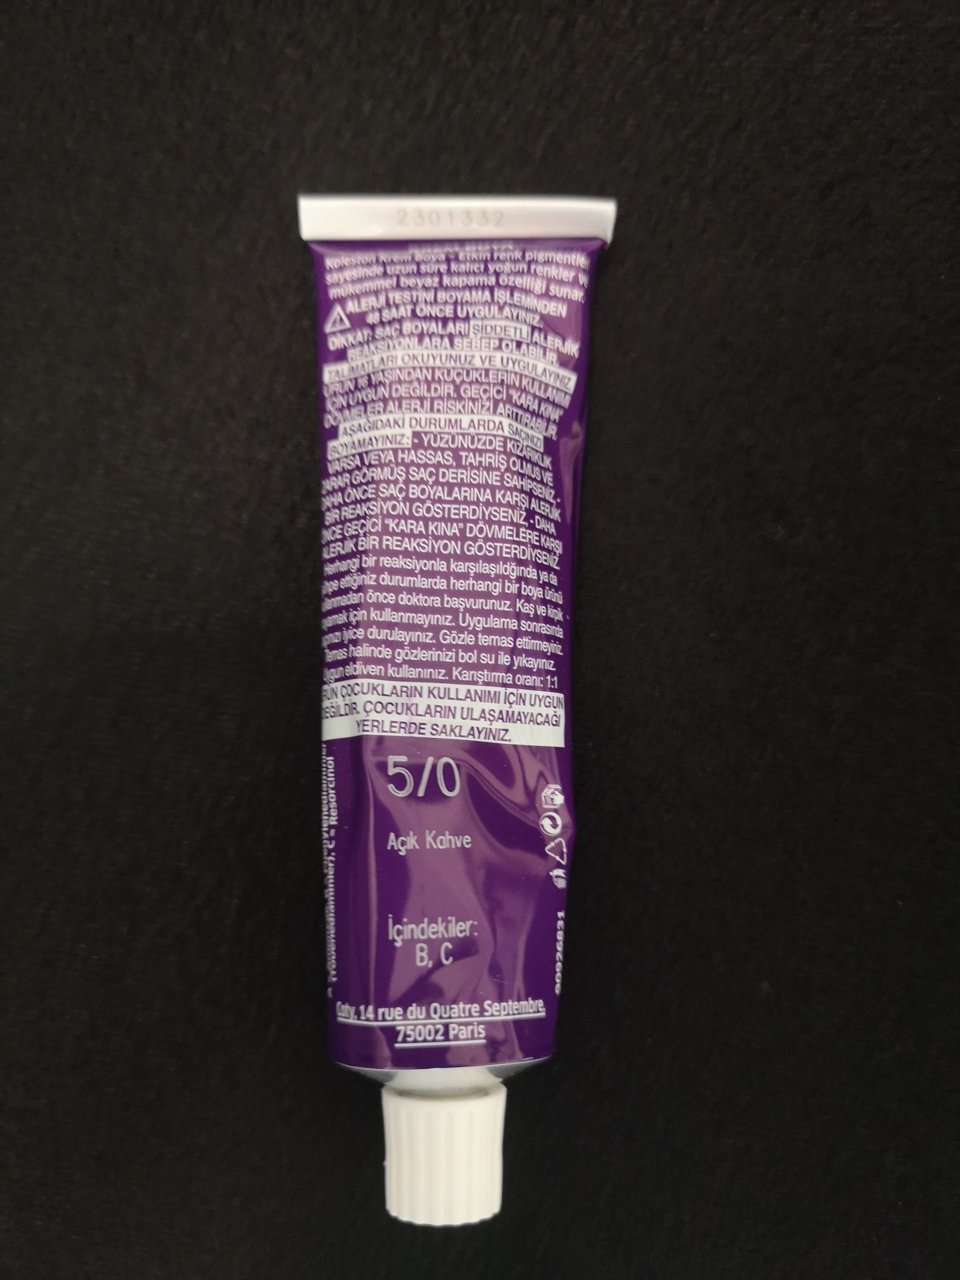 2301332
Koleston Krem Boya - Etkin renk pigmentleri
sayesinde uzun süre kalıcı yoğun renkler ve
mükemmel beyaz kapama özelliği sunar.
ALERJİ TESTİNİ BOYAMA İŞLEMİNDEN
48 SAAT ÖNCE UYGULAYINIZ.
DİKKAT: SAÇ BOYALARI ŞİDDETLİ ALERJİK
REAKSİYONLARA SEBEP OLABİLİR.
TALİMATLARI OKUYUNUZ VE UYGULAYINIZ.
ÜRÜN 16 YAŞINDAN KÜÇÜKLERİN KULLANIMI
İÇİN UYGUN DEĞİLDİR. GEÇİCİ "KARA KINA"
DÖVMELER ALERJİ RİSKİNİZİ ARTTIRABİLİR.
AŞAĞIDAKİ DURUMLARDA SAÇINIZI
BOYAMAYINIZ: - YÜZÜNÜZDE KIZARIKLIK
VARSA VEYA HASSAS, TAHRİŞ OLMUŞ VE
ZARAR GÖRMÜŞ SAÇ DERİSİNE SAHİPSENİZ, -
DAHA ÖNCE SAÇ BOYALARINA KARŞI ALERJİK
BİR REAKSİYON GÖSTERDİYSENİZ, - DAHA
ÖNCE GEÇİCİ "KARA KINA" DÖVMELERE KARŞI
ALERJİK BİR REAKSİYON GÖSTERDİYSENİZ.
Herhangi bir reaksiyonla karşılaşıldğında ya da
ettiğiniz durumlarda herhangi bir boya ürünü
önce doktora başvurunuz. Kaş ve kirpik
için kullanmayınız. Uygulama sonrasında
iyice durulayınız. Gözle temas ettirmeyiniz.
Temas halinde gözlerinizi bol su ile yıkayınız.
Uygun eldiven kullanınız. Karıştırma oranı: 1:1
ÜRÜN ÇOCUKLARIN KULLANIMI İÇİN UYGUN
DEĞİLDİR. ÇOCUKLARIN ULAŞAMAYACAĞI
YERLERDE SAKLAYINIZ.
5/0
Açık Kahve
İçindekiler:
B, C
C = Resorcinol
99926831
Coty, 14 rue du Quatre Septembre,
75002 Paris